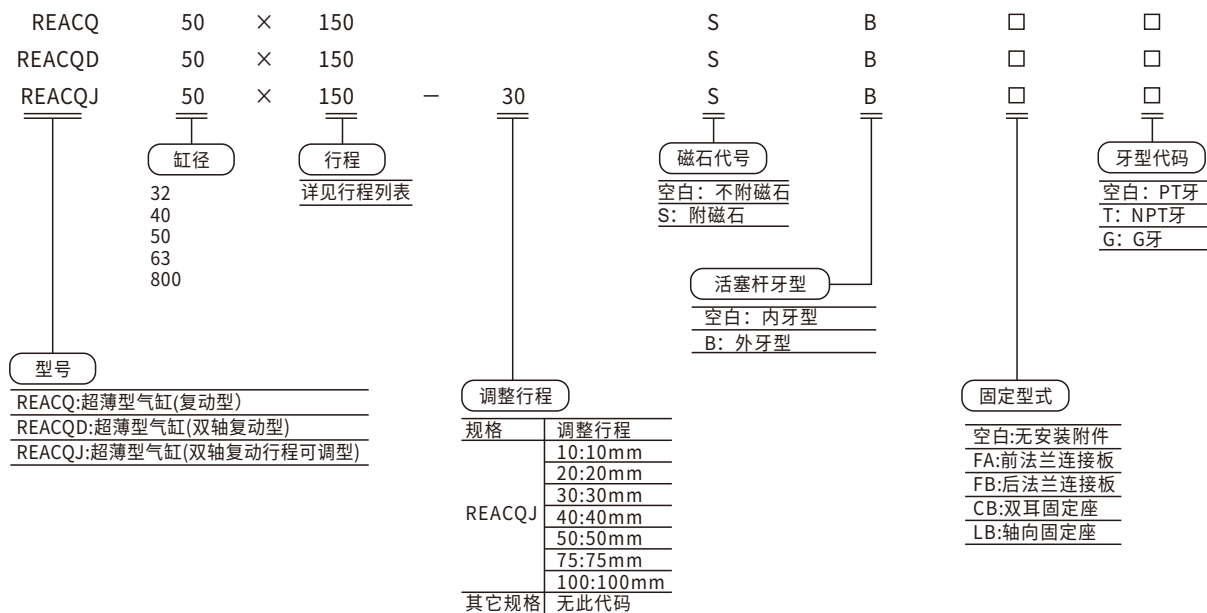 REACQ 50 × 150 S B □ □
REACQD 50 × 150 S B □ □
REACQJ 50 × 150 － 30 S B □ □
缸径
32
40
50
63
800
行程
详见行程列表
磁石代号
空白：不附磁石
S：附磁石
牙型代码
空白：PT牙
T：NPT牙
G：G牙
活塞杆牙型
空白：内牙型
B：外牙型
型号
REACQ:超薄型气缸(复动型）
REACQD:超薄型气缸(双轴复动型)
REACQJ:超薄型气缸(双轴复动行程可调型)
调整行程
规格 调整行程
REACQJ
10:10mm
20:20mm
30:30mm
40:40mm
50:50mm
75:75mm
100:100mm
其它规格 无此代码
固定型式
空白:无安装附件
FA:前法兰连接板
FB:后法兰连接板
CB:双耳固定座
LB:轴向固定座